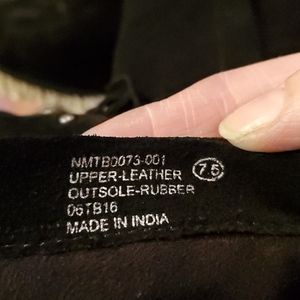 NMTB0073-001
UPPER-LEATHER 7.5
OUTSOLE-RUBBER
06TB16
MADE IN INDIA